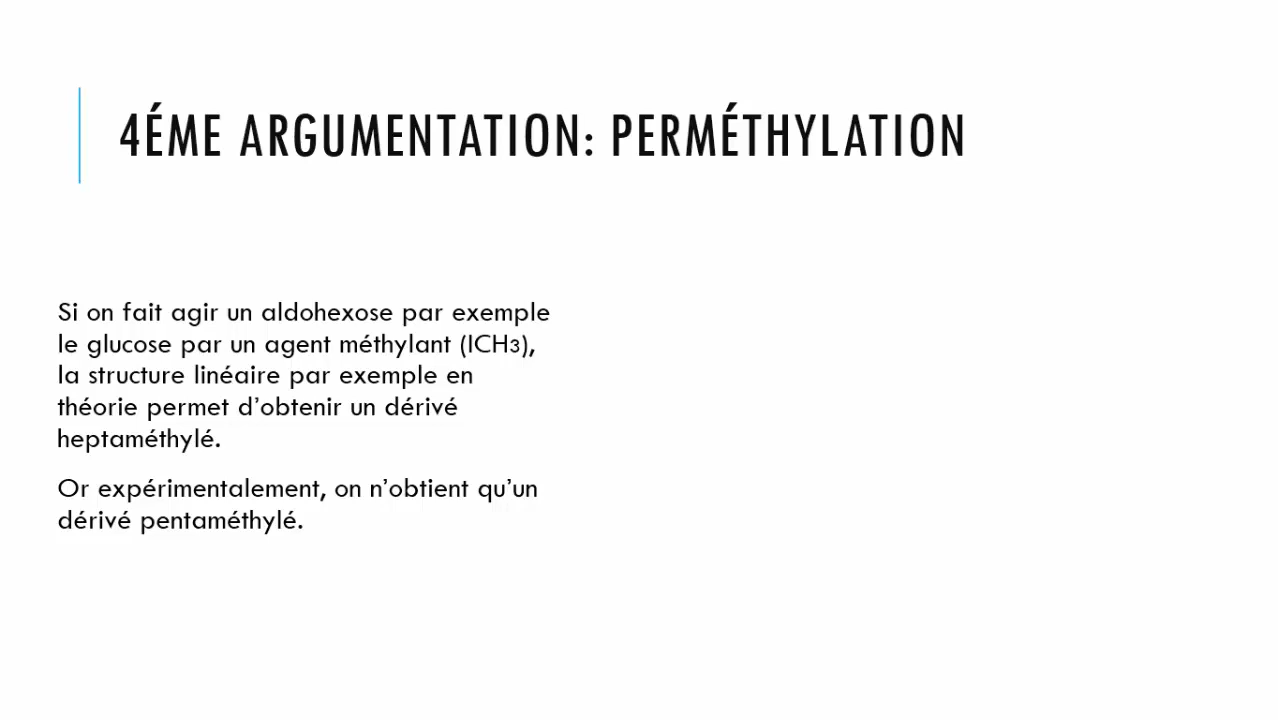 4ÉME ARGUMENTATION: PERMÉTHYLATION
Si on fait agir un aldohexose par exemple
le glucose par un agent méthylant (ICH3),
la structure linéaire par exemple en
théorie permet d’obtenir un dérivé
heptaméthylé.
Or expérimentalement, on n’obtient qu’un
dérivé pentaméthylé.